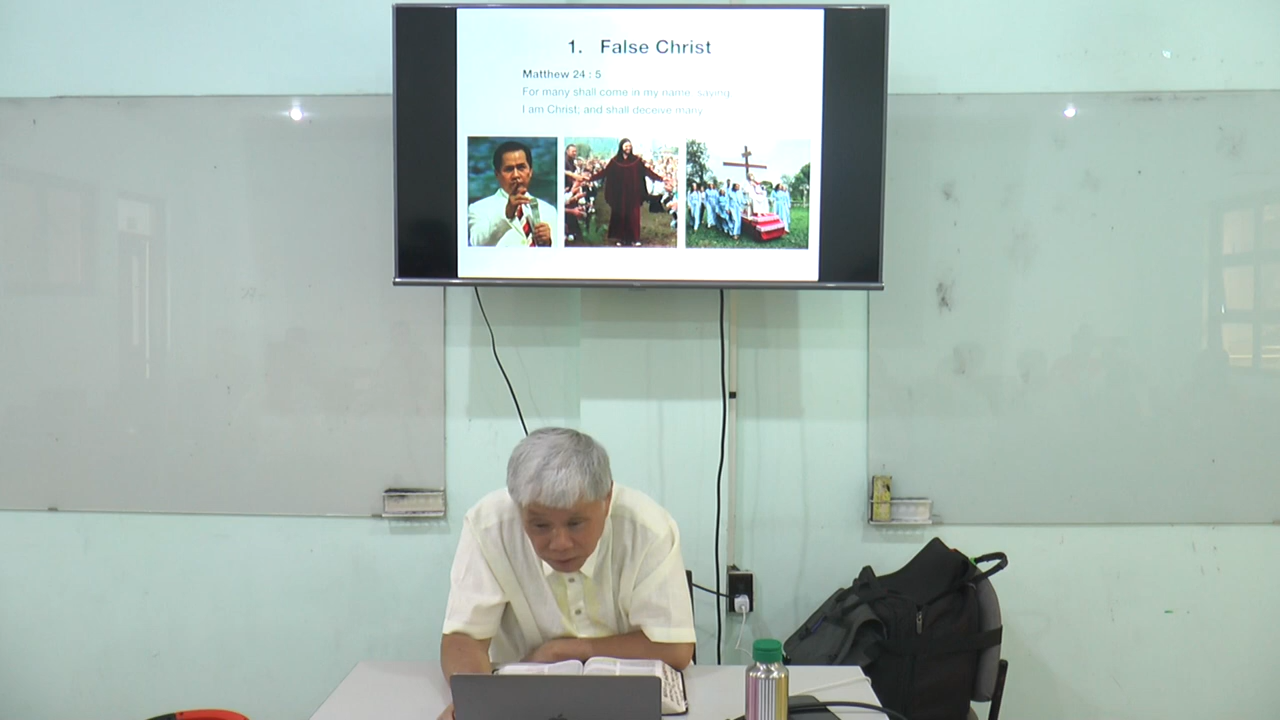 1. False Christ
Matthew 24 : 5
For many shall come in my name, saying
I am Christ; and shall deceive many